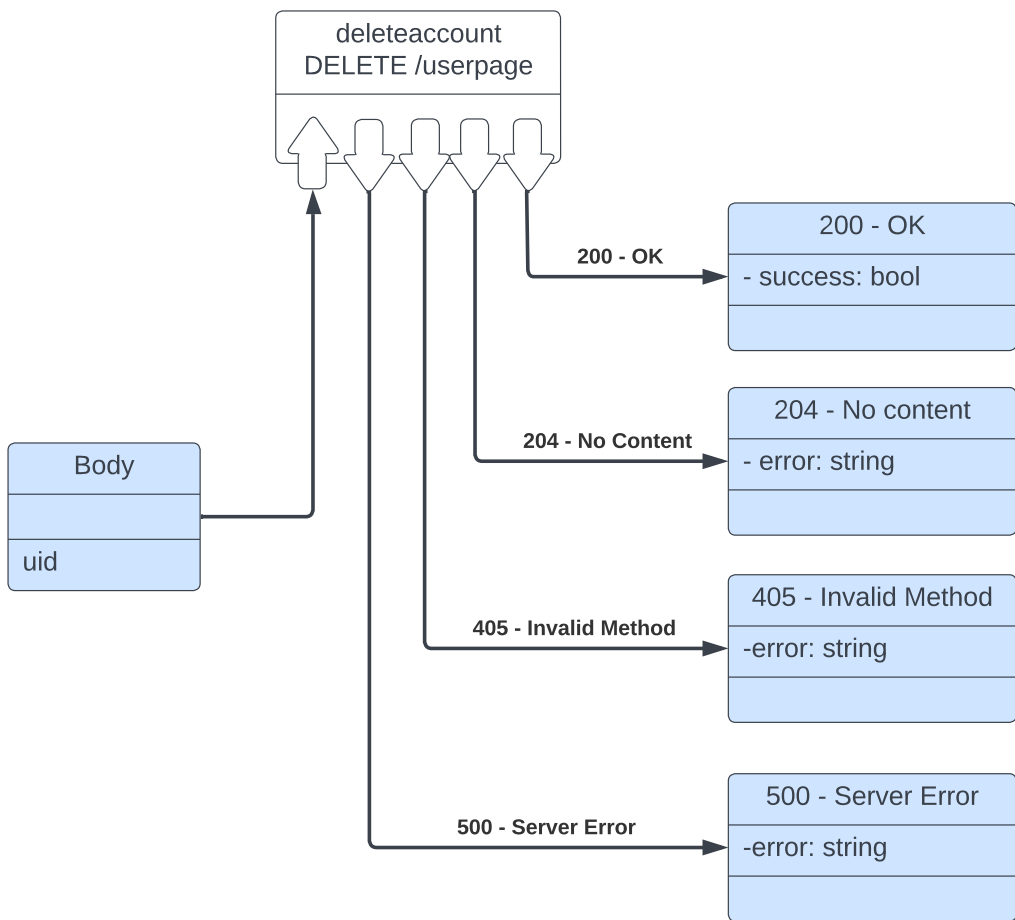 deleteaccount
DELETE /userpage
200 - OK
200 - OK
- success: bool
204 - No content
204 - No Content
- error: string
Body
uid
405 - Invalid Method
405 - Invalid Method
-error: string
500 - Server Error
500 - Server Error
-error: string